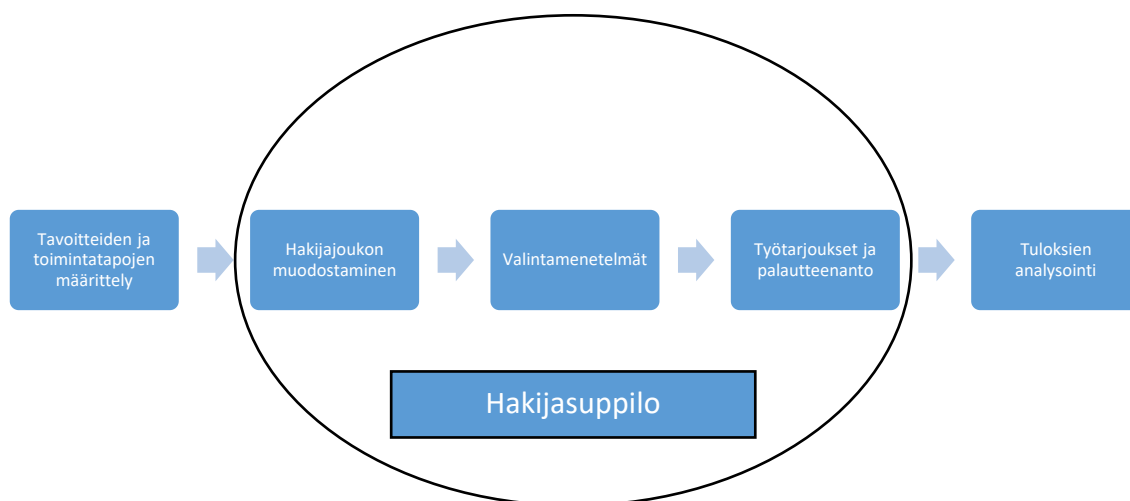 Tavoitteiden ja
toimintatapojen
määrittely
Hakijajoukon
muodostaminen
Valintamenetelmät
Työtarjoukset ja
palautteenanto
Tuloksien
analysointi
Hakijasuppilo